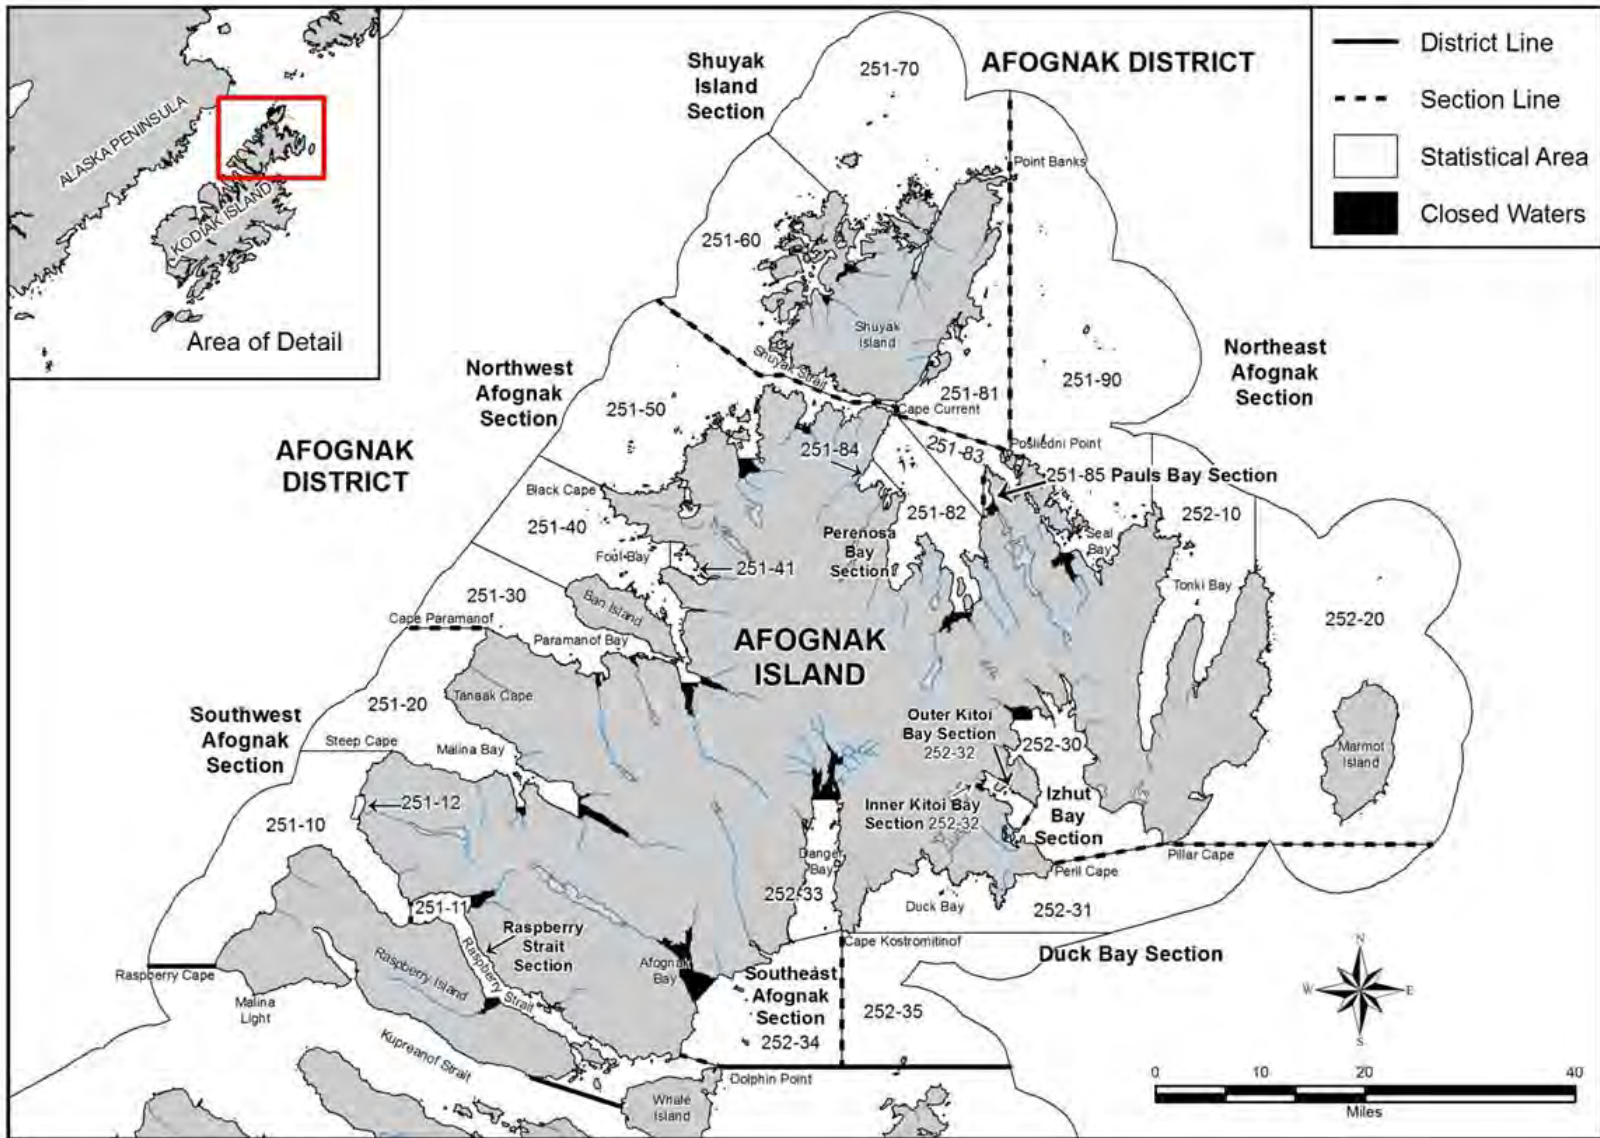 ALASKA PENINSULA
KODIAK ISLAND
Area of Detail
District Line
Section Line
Statistical Area
Closed Waters
Shuyak
Island
Section
251-70
AFOGNAK DISTRICT
Point Banks
251-60
Shuyak
Island
Shuyak Strait
Northwest
Afognak
Section
251-50
251-81
Cape Current
251-90
Northeast
Afognak
Section
AFOGNAK
DISTRICT
251-84
251-83
Posliedni Point
251-85 Pauls Bay Section
Black Cape
251-40
251-82
252-10
Perenosa
Bay
Section
Seal
Bay
Foul Bay
251-41
Tonki Bay
251-30
Ban Island
Cape Paramanof
Paramanof Bay
AFOGNAK
ISLAND
252-20
Tanaak Cape
251-20
Southwest
Afognak
Section
Steep Cape
Malina Bay
Outer Kitoi
Bay Section
252-32
252-30
Marmot
Island
251-12
251-10
Inner Kitoi Bay
Section 252-32
Izhut
Bay
Section
Pillar Cape
Peril Cape
Danger
Bay
252-33
Duck Bay
252-31
251-11
Raspberry
Strait
Section
Raspberry Strait
Raspberry Island
Cape Kostromitinof
Duck Bay Section
Afognak
Bay
Southeast
Afognak
Section
252-34
252-35
Raspberry Cape
Malina
Light
Kupreanof Strait
Dolphin Point
Whale
Island
N
W
E
S
0
10
20
40
Miles